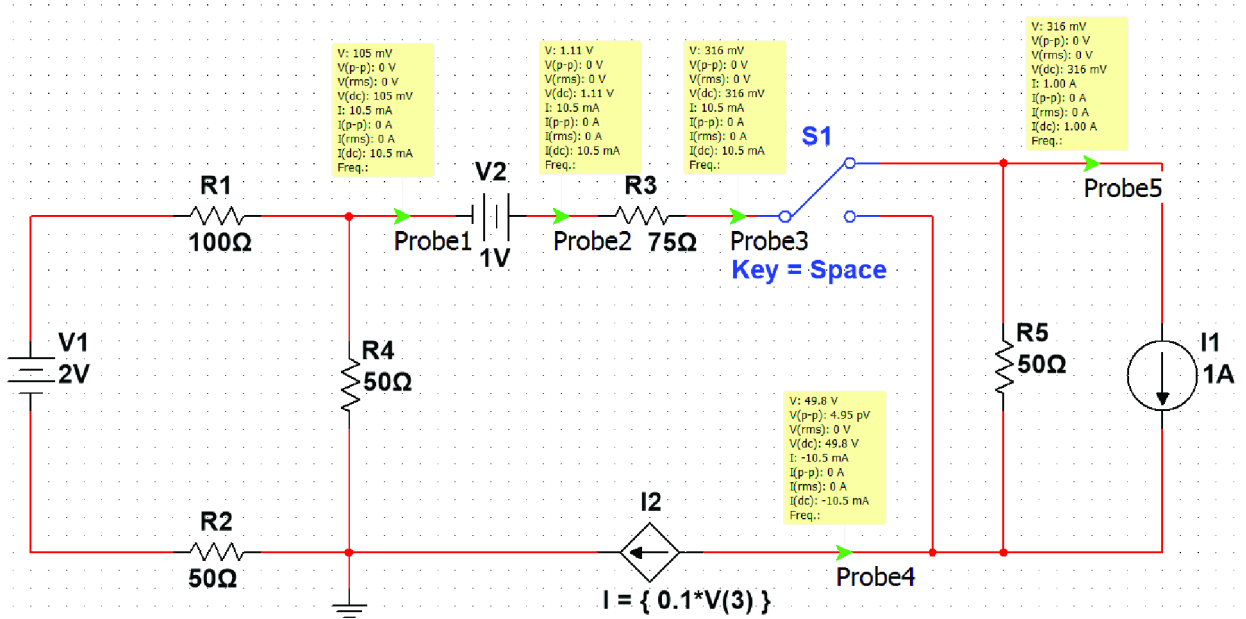 V: 105 mV
V(p-p): 0 V
V(rms): 0 V
V(dc): 105 mV
I: 10.5 mA
I(p-p): 0 A
I(rms): 0 A
I(dc): 10.5 mA
Freq.:
V: 1.11 V
V(p-p): 0 V
V(rms): 0 V
V(dc): 1.11 V
I: 10.5 mA
I(p-p): 0 A
I(rms): 0 A
I(dc): 10.5 mA
Freq.:
V: 316 mV
V(p-p): 0 V
V(rms): 0 V
V(dc): 316 mV
I: 10.5 mA
I(p-p): 0 A
I(rms): 0 A
I(dc): 10.5 mA
Freq.:
V: 316 mV
V(p-p): 0 V
V(rms): 0 V
V(dc): 316 mV
I: 1.00 A
I(p-p): 0 A
I(rms): 0 A
I(dc): 1.00 A
Freq.:
S1
Key = Space
R1
100Ω
Probe1
V2
1V
Probe2
R3
75Ω
Probe3
Probe5
V1
2V
R4
50Ω
R5
50Ω
I1
1A
V: 49.8 V
V(p-p): 4.95 pV
V(rms): 0 V
V(dc): 49.8 V
I: -10.5 mA
I(p-p): 0 A
I(rms): 0 A
I(dc): -10.5 mA
Freq.:
R2
50Ω
I2
I = { 0.1*V(3) }
Probe4